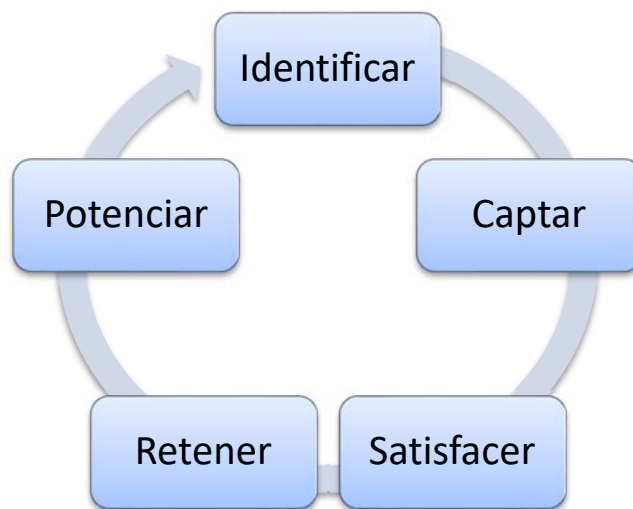 Identificar
Captar
Satisfacer
Retener
Potenciar